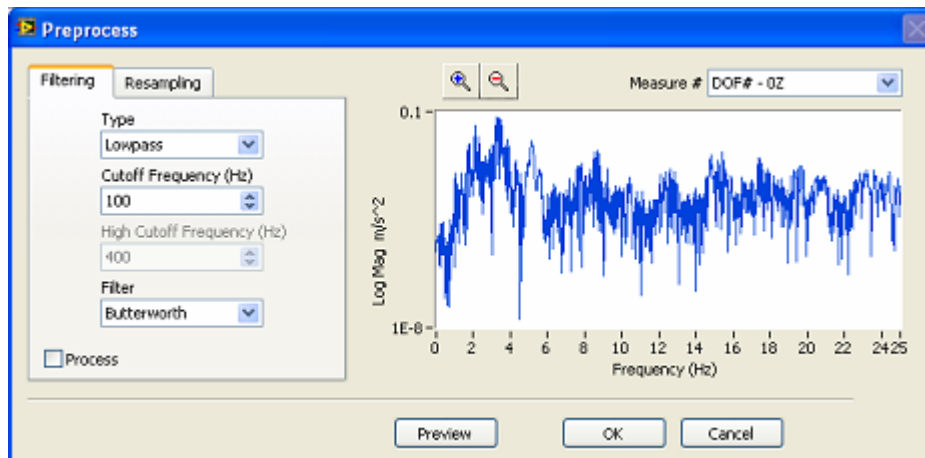 Preprocess
Filtering Resampling
Type
Lowpass
Cutoff Frequency (Hz)
100
High Cutoff Frequency (Hz)
400
Filter
Butterworth
Process
Measure # DOF# - 0Z
0.1
Log Mag m/s^2
1E-8
0 2 4 6 8 10 12 14 16 18 20 22 24 25
Frequency (Hz)
Preview OK Cancel